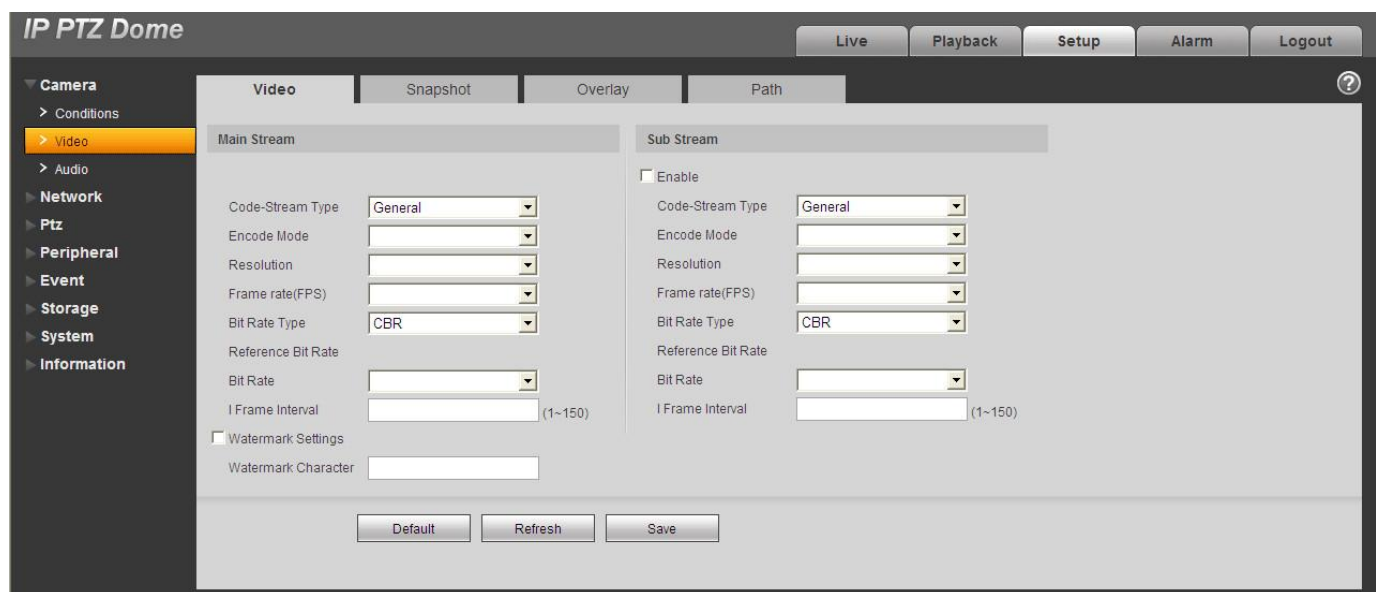 IP PTZ Dome
Live Playback Setup Alarm Logout
Camera
> Conditions
> Video
> Audio
Network
Ptz
Peripheral
Event
Storage
System
Information
Video Snapshot Overlay Path
?
Main Stream
Code-Stream Type General
Encode Mode
Resolution
Frame rate(FPS)
Bit Rate Type CBR
Reference Bit Rate
Bit Rate
I Frame Interval (1~150)
Watermark Settings
Watermark Character
Sub Stream
Enable
Code-Stream Type General
Encode Mode
Resolution
Frame rate(FPS)
Bit Rate Type CBR
Reference Bit Rate
Bit Rate
I Frame Interval (1~150)
Default Refresh Save